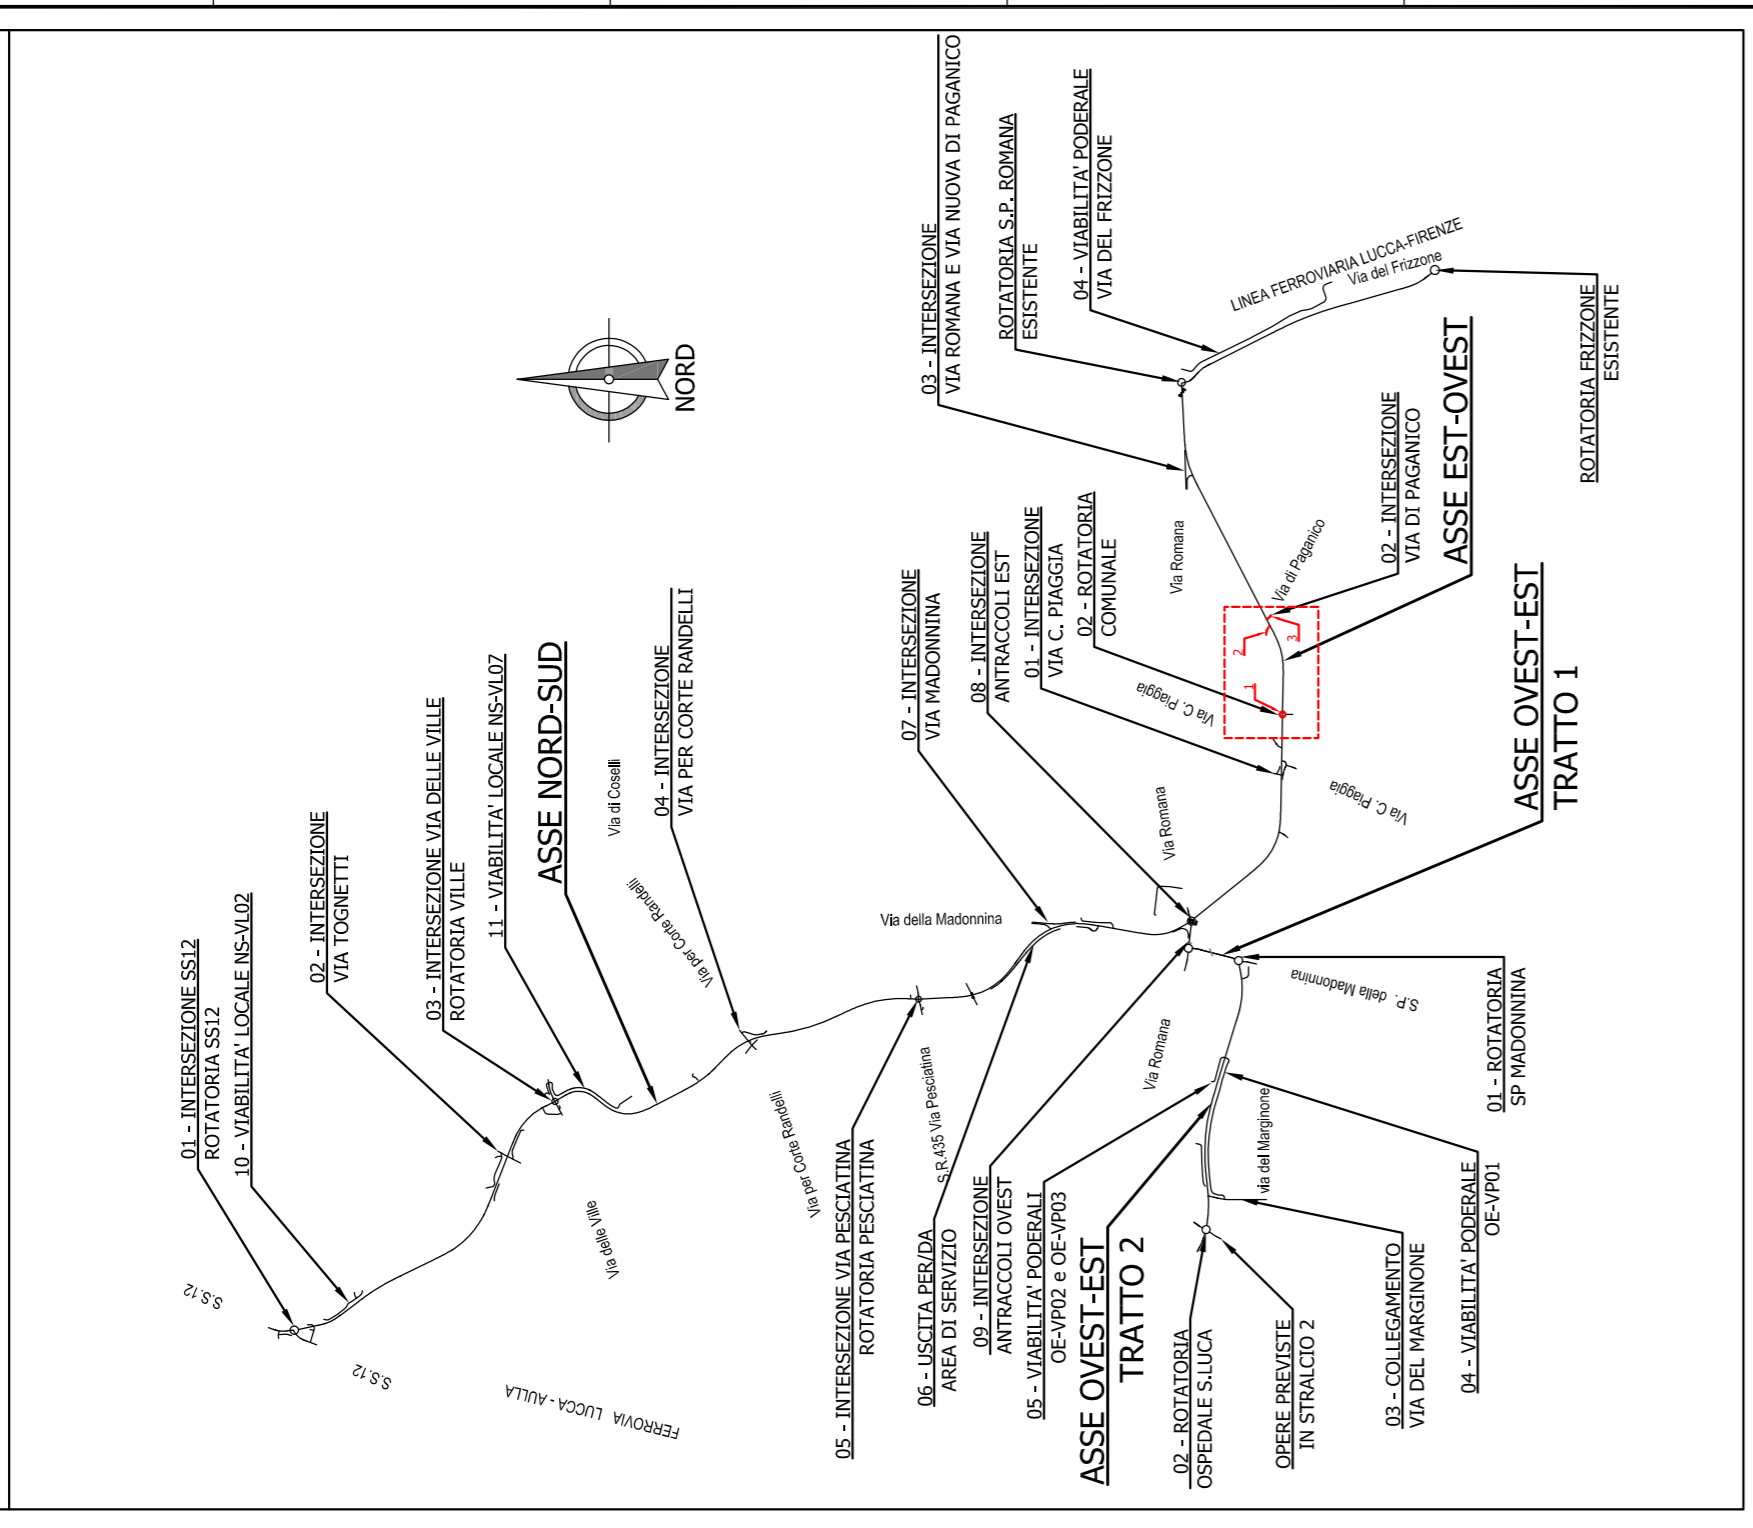 01 - INTERSEZIONE SS12
ROTATORIA SS12
10 - VIABILITA' LOCALE NS-VL02
02 - INTERSEZIONE
VIA TOGNETTI
03 - INTERSEZIONE VIA DELLE VILLE
ROTATORIA VILLE
11 - VIABILITA' LOCALE NS-VL07
ASSE NORD-SUD
Via di Coselli
04 - INTERSEZIONE
VIA PER CORTE RANDELLI
Via per Corte Randelli
NORD
S.S.12
S.S.12
FERROVIA LUCCA - AULLA
Via delle Ville
Via per Corte Randelli
05 - INTERSEZIONE VIA PESCIATINA
ROTATORIA PESCIATINA
S.R.435 Via Pesciatina
06 - USCITA PER/DA
AREA DI SERVIZIO
Via della Madonnina
07 - INTERSEZIONE
VIA MADONNINA
08 - INTERSEZIONE
ANTRACCOLI EST
09 - INTERSEZIONE
ANTRACCOLI OVEST
01 - INTERSEZIONE
VIA C. PIAGGIA
02 - ROTATORIA
COMUNALE
03 - INTERSEZIONE
VIA ROMANA E VIA NUOVA DI PAGANICO
ROTATORIA S.P. ROMANA
ESISTENTE
04 - VIABILITA' PODERALE
VIA DEL FRIZZONE
LINEA FERROVIARIA LUCCA-FIRENZE
Via del Frizzone
ROTATORIA FRIZZONE
ESISTENTE
02 - INTERSEZIONE
VIA DI PAGANICO
ASSE EST-OVEST
Via Romana
Via di Paganico
Via C. Piaggia
1
2
3
Via C. Piaggia
Via Romana
ASSE OVEST-EST
TRATTO 1
S.P. della Madonnina
01 - ROTATORIA
SP MADONNINA
Via Romana
via del Marginone
05 - VIABILITA' PODERALI
OE-VP02 e OE-VP03
ASSE OVEST-EST
TRATTO 2
02 - ROTATORIA
OSPEDALE S.LUCA
OPERE PREVISTE
IN STRALCIO 2
03 - COLLEGAMENTO
VIA DEL MARGINONE
04 - VIABILITA' PODERALE
OE-VP01